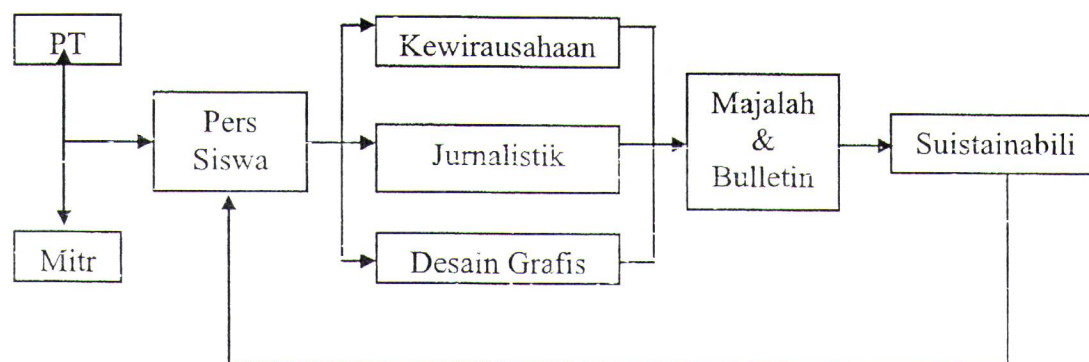 PT
Mitr
Pers
Siswa
Kewirausahaan
Jurnalistik
Desain Grafis
Majalah
&
Bulletin
Suistainabili